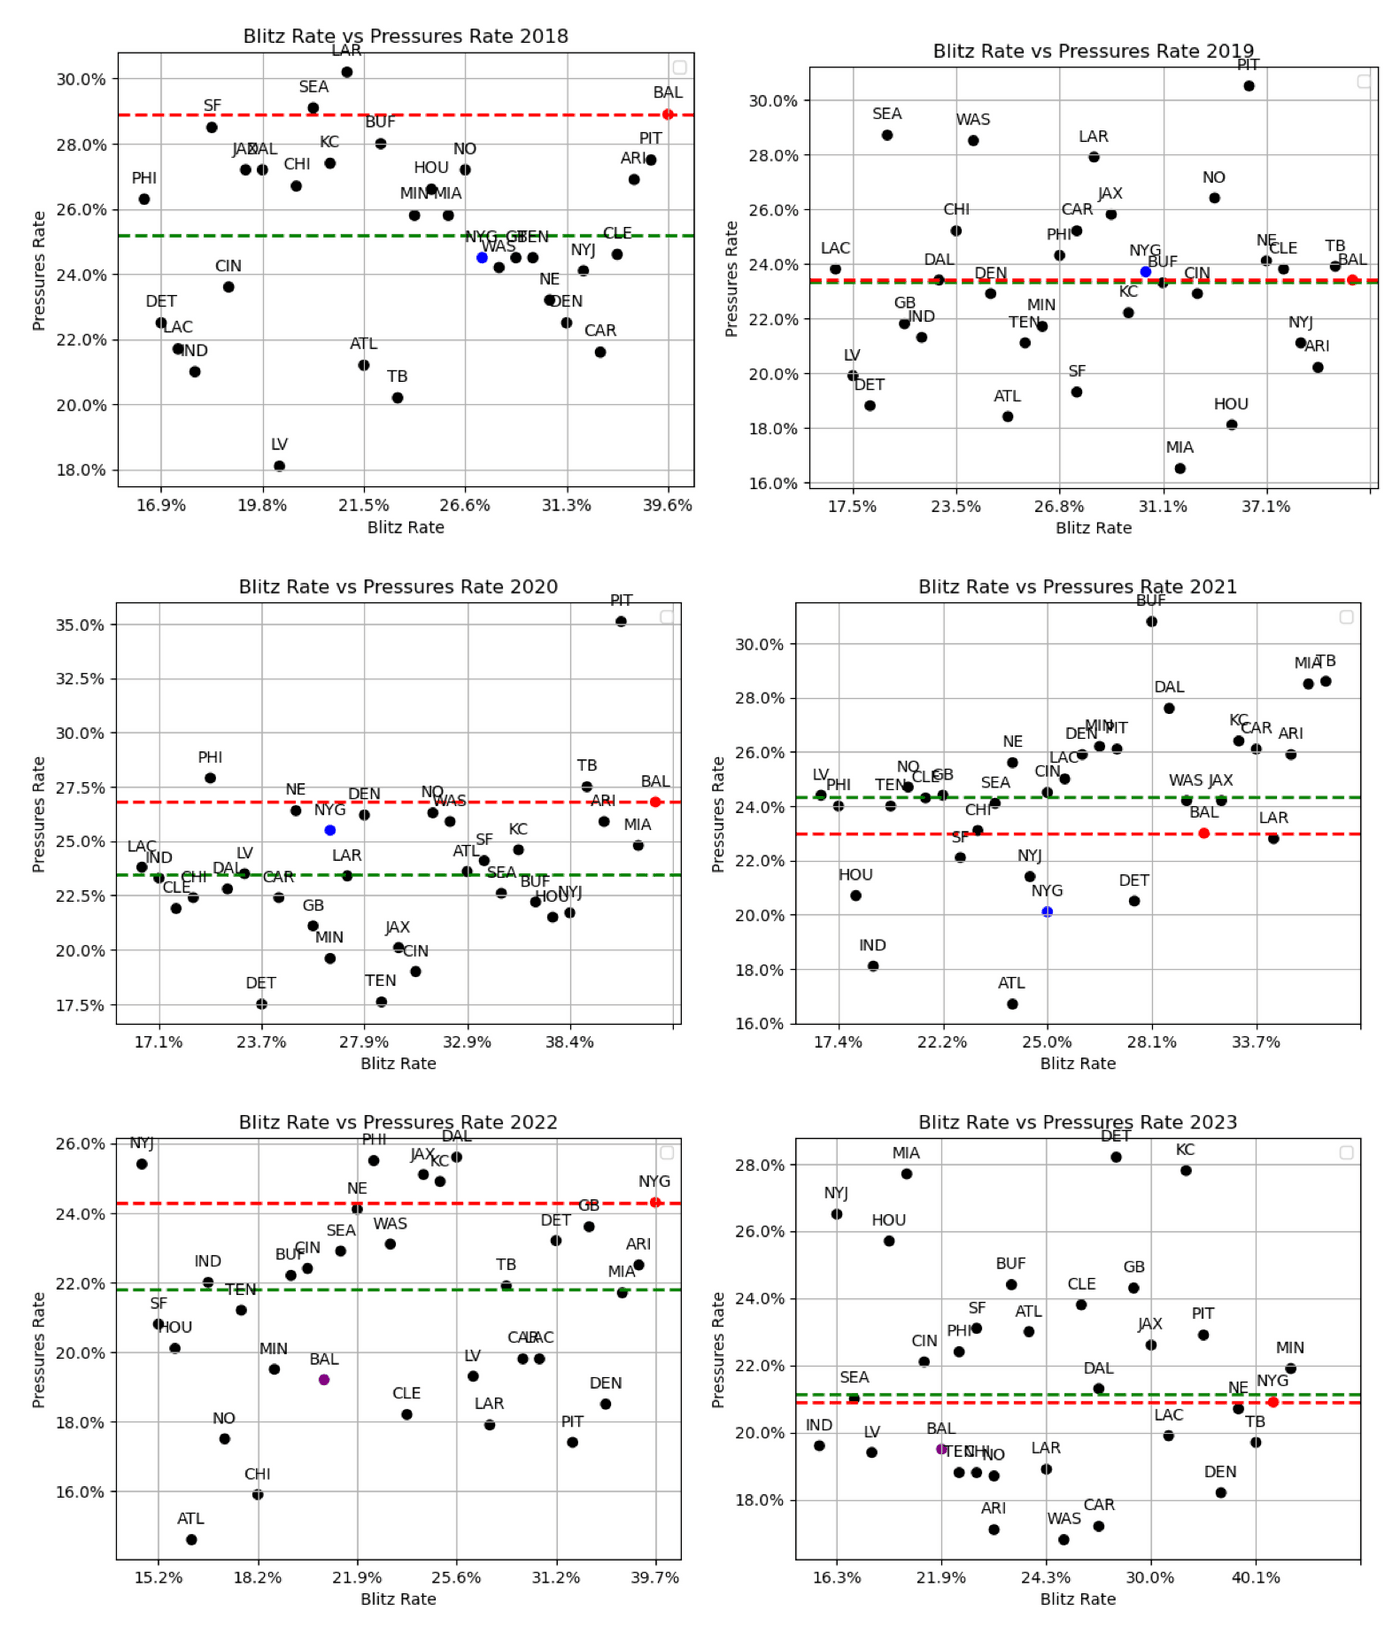 Blitz Rate vs Pressures Rate 2018
LAR
30.0%
SEA
BAL
SF
BUF
28.0%
PIT
JAX DAL
KC
NO
CHI
HOU
ARI
PHI
MIN MIA
26.0%
NYG GB TEN
CLE
WAS
NYJ
24.0%
CIN
NE
DET
DEN
LAC
22.0%
IND
ATL
CAR
TB
20.0%
LV
18.0%
16.9% 19.8% 21.5% 26.6% 31.3% 39.6%
Blitz Rate
Pressures Rate
Blitz Rate vs Pressures Rate 2019
PIT
30.0%
SEA
WAS
LAR
28.0%
JAX
NO
26.0%
CHI
CAR
PHI
NE
CLE
TB
LAC
NYG
24.0%
DAL
BUF
BAL
DEN
CIN
GB
IND
MIN
KC
22.0%
TEN
NYJ
LV
ARI
20.0%
DET
SF
ATL
HOU
18.0%
MIA
16.0%
17.5% 23.5% 26.8% 31.1% 37.1%
Blitz Rate
Pressures Rate
Blitz Rate vs Pressures Rate 2020
PIT
35.0%
32.5%
30.0%
PHI
TB
27.5%
NE
DEN
NO
BAL
NYG
WAS
ARI
25.0%
LAC
IND
LV
LAR
SF
KC
MIA
DAL
ATL
CLE
CHI
CAR
SEA
BUF
22.5%
GB
HOU
NYJ
MIN
JAX
20.0%
CIN
DET
TEN
17.5%
17.1% 23.7% 27.9% 32.9% 38.4%
Blitz Rate
Pressures Rate
Blitz Rate vs Pressures Rate 2021
BUF
30.0%
MIA TB
28.0%
DAL
KC
CAR
ARI
MIN
PIT
DEN
NE
26.0%
LAC
CIN
LV
PHI
TEN
NO
CLE
GB
SEA
WAS JAX
24.0%
CHI
BAL
LAR
SF
22.0%
HOU
NYJ
NYG
DET
20.0%
IND
18.0%
ATL
16.0%
17.4% 22.2% 25.0% 28.1% 33.7%
Blitz Rate
Pressures Rate
Blitz Rate vs Pressures Rate 2022
26.0%
NYJ
PHI
DAL
JAX
KC
NE
NYG
24.0%
WAS
DET
GB
SEA
BUF
CIN
ARI
IND
TB
MIA
22.0%
TEN
SF
HOU
20.0%
MIN
BAL
CAR
LAC
LV
CLE
DEN
LAR
18.0%
NO
PIT
CHI
16.0%
ATL
15.2% 18.2% 21.9% 25.6% 31.2% 39.7%
Blitz Rate
Pressures Rate
Blitz Rate vs Pressures Rate 2023
DET
KC
28.0%
MIA
NYJ
26.0%
HOU
BUF
GB
24.0%
CLE
SF
ATL
PHI
JAX
PIT
CIN
22.0%
MIN
SEA
DAL
NE
NYG
IND
LV
LAC
TB
20.0%
BAL
TEN
CHI
NO
LAR
DEN
18.0%
ARI
WAS
CAR
16.3% 21.9% 24.3% 30.0% 40.1%
Blitz Rate
Pressures Rate